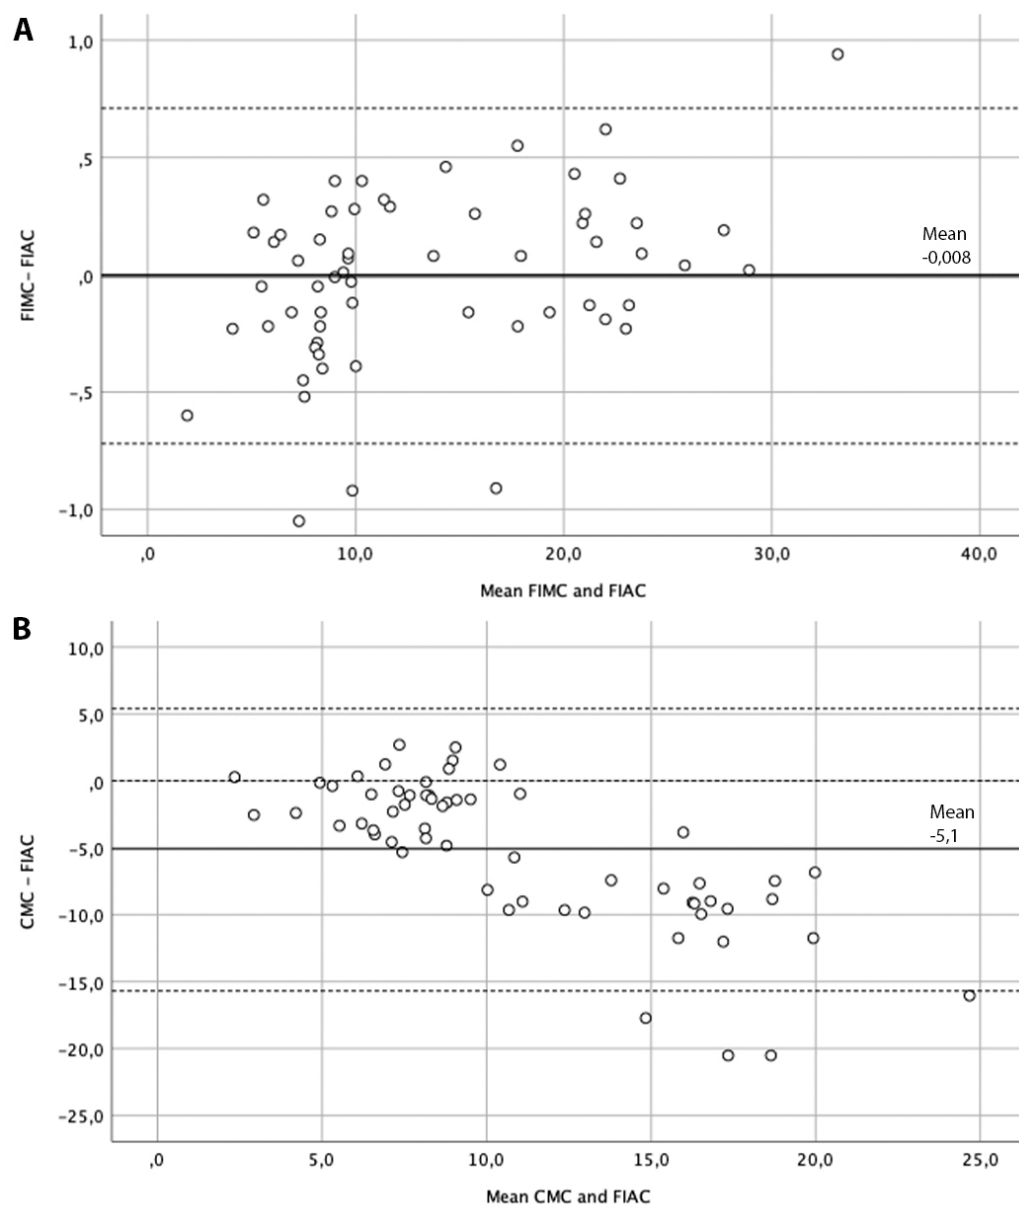 A
1,0
,5
,0
-,5
-1,0
FIMC- FIAC
Mean
-0,008
,0 10,0 20,0 30,0 40,0
Mean FIMC and FIAC
B
10,0
5,0
,0
-5,0
-10,0
-15,0
-20,0
-25,0
CMC - FIAC
Mean
-5,1
,0 5,0 10,0 15,0 20,0 25,0
Mean CMC and FIAC